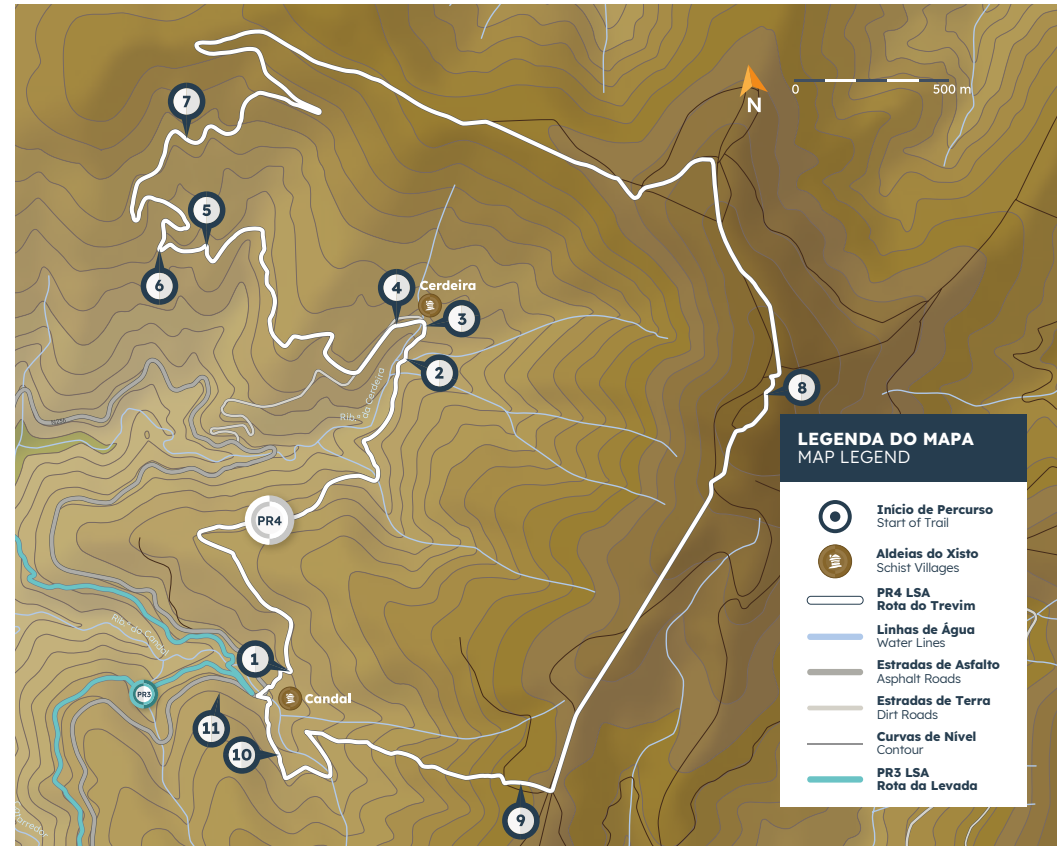 7
N
0
500 m
5
6
4
Cerdeira
3
2
Rib.ª da Cerdeira
8
PR4
Rib.ª do Candal
1
PR3
Candal
11
10
9
LEGENDA DO MAPA
MAP LEGEND
Início de Percurso
Start of Trail
Aldeias do Xisto
Schist Villages
PR4 LSA
Rota do Trevim
Linhas de Água
Water Lines
Estradas de Asfalto
Asphalt Roads
Estradas de Terra
Dirt Roads
Curvas de Nível
Contour
PR3 LSA
Rota da Levada